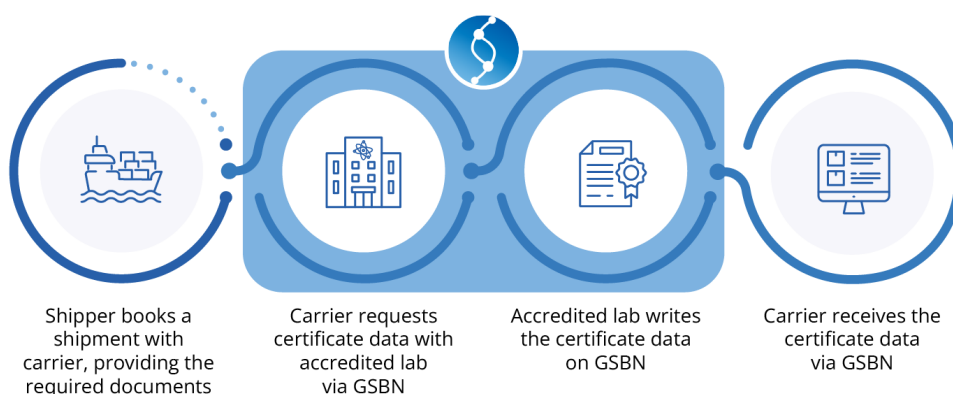 Shipper books a
shipment with
carrier, providing the
required documents
Carrier requests
certificate data with
accredited lab
via GSBN
Accredited lab writes
the certificate data
on GSBN
Carrier receives the
certificate data
via GSBN